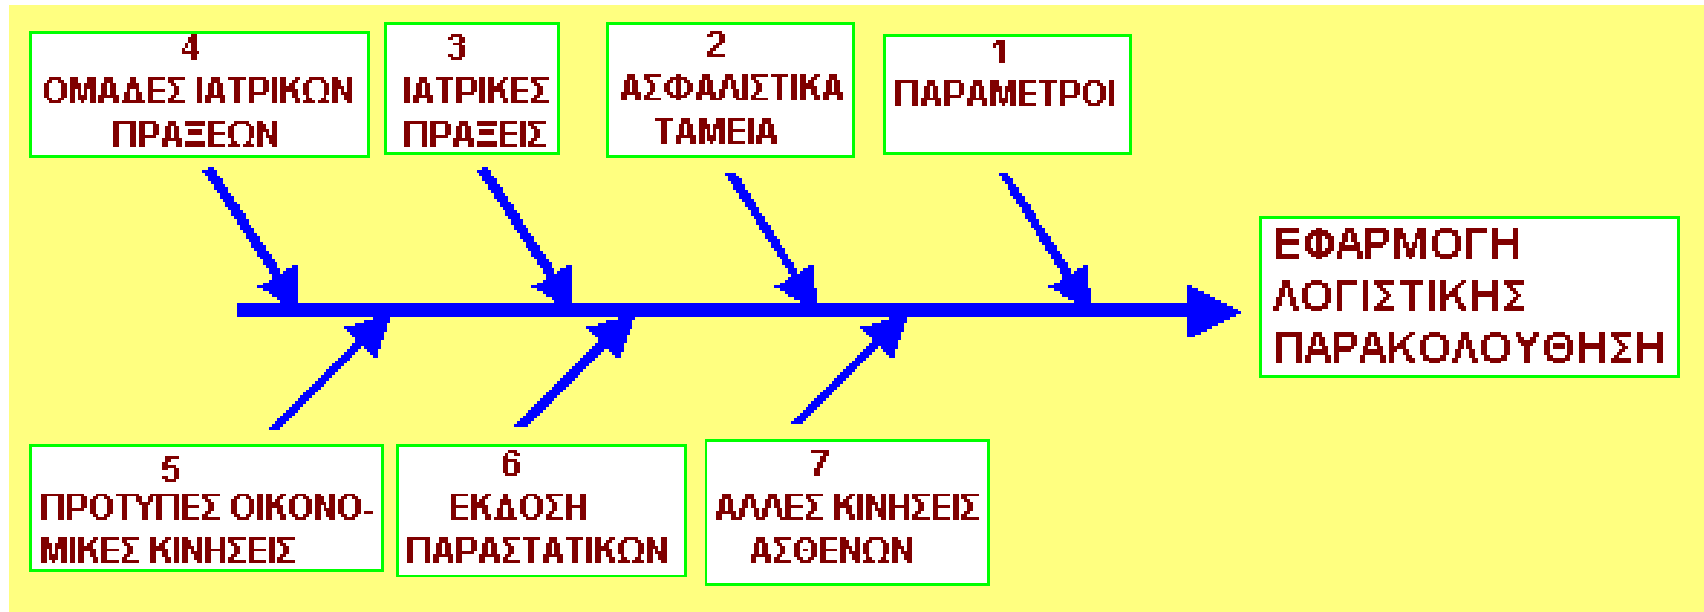 4
ΟΜΑΔΕΣ ΙΑΤΡΙΚΩΝ
ΠΡΑΞΕΩΝ
3
ΙΑΤΡΙΚΕΣ
ΠΡΑΞΕΙΣ
2
ΑΣΦΑΛΙΣΤΙΚΑ
ΤΑΜΕΙΑ
1
ΠΑΡΑΜΕΤΡΟΙ
ΕΦΑΡΜΟΓΗ
ΛΟΓΙΣΤΙΚΗΣ
ΠΑΡΑΚΟΛΟΥΘΗΣΗ
5
ΠΡΟΤΥΠΕΣ ΟΙΚΟΝΟ-
ΜΙΚΕΣ ΚΙΝΗΣΕΙΣ
6
ΕΚΔΟΣΗ
ΠΑΡΑΣΤΑΤΙΚΩΝ
7
ΑΛΛΕΣ ΚΙΝΗΣΕΙΣ
ΑΣΘΕΝΩΝ